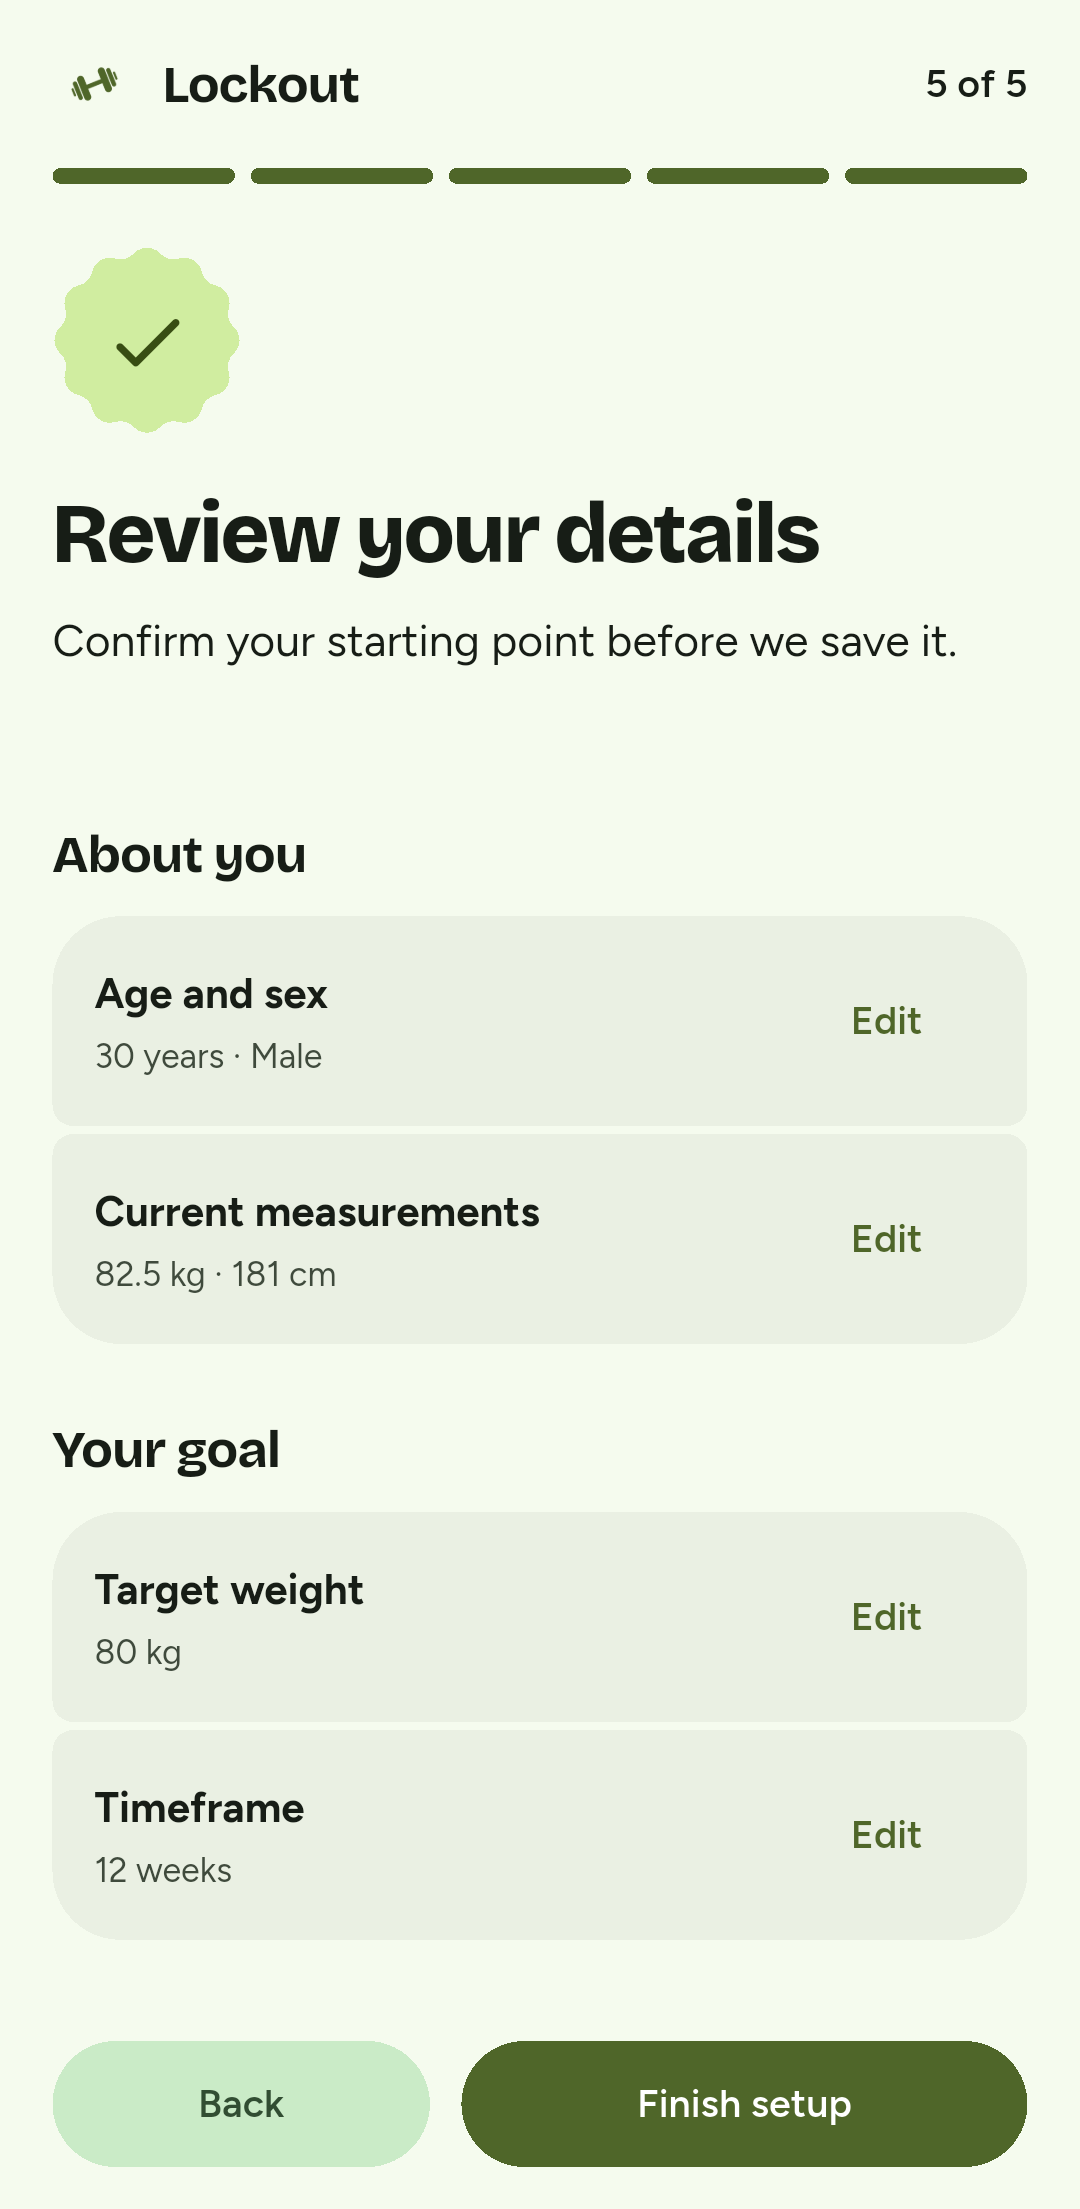 Lockout
5 of 5
Review your details
Confirm your starting point before we save it.
About you
Age and sex
30 years · Male
Edit
Current measurements
82.5 kg · 181 cm
Edit
Your goal
Target weight
80 kg
Edit
Timeframe
12 weeks
Edit
Back
Finish setup